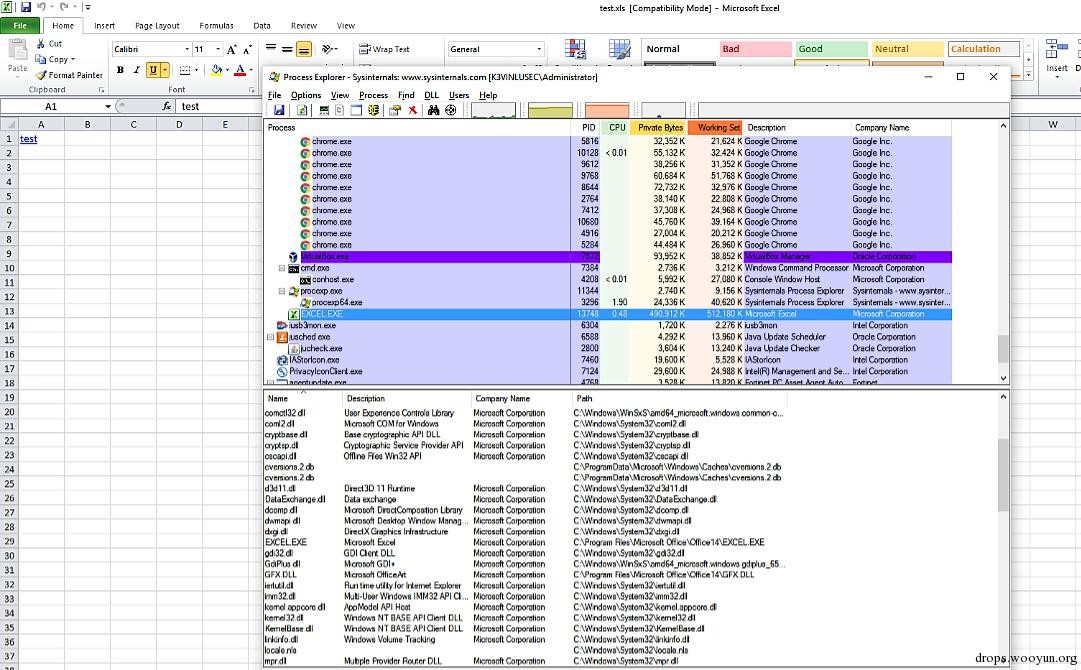 test.xls [Compatibility Mode] - Microsoft Excel
File Home Insert Page Layout Formulas Data Review View
Cut
Copy
Format Painter
Paste
Clipboard
Calibri 11
B I U
Font
Wrap Text
General
Normal Bad Good Neutral Calculation
Insert
A1 fx test
A B C D E W
1 test
2
3
4
5
6
7
8
9
10
11
12
13
14
15
16
17
18
19
20
21
22
23
24
25
26
27
28
29
30
31
32
33
34
35
36
37
Process Explorer - Sysinternals: www.sysinternals.com [K3VINLUSEC\Administrator]
File Options View Process Find DLL Users Help
Process PID CPU Private Bytes Working Set Description Company Name
chrome.exe 5816 32,352 K 21,624 K Google Chrome Google Inc.
chrome.exe 10128 < 0.01 55,132 K 32,424 K Google Chrome Google Inc.
chrome.exe 9612 38,256 K 31,352 K Google Chrome Google Inc.
chrome.exe 9768 60,684 K 51,768 K Google Chrome Google Inc.
chrome.exe 8644 72,732 K 32,976 K Google Chrome Google Inc.
chrome.exe 2764 38,140 K 22,808 K Google Chrome Google Inc.
chrome.exe 7412 37,308 K 24,968 K Google Chrome Google Inc.
chrome.exe 10680 45,760 K 39,164 K Google Chrome Google Inc.
chrome.exe 4916 27,004 K 20,212 K Google Chrome Google Inc.
chrome.exe 5284 44,484 K 26,960 K Google Chrome Google Inc.
VirtualBox.exe 93,952 K 38,852 K VirtualBox Manager Oracle Corporation
cmd.exe 7384 2,736 K 3,212 K Windows Command Processor Microsoft Corporation
conhost.exe 4208 < 0.01 5,992 K 27,080 K Console Window Host Microsoft Corporation
procexp.exe 11344 2,740 K 9,156 K Sysinternals Process Explorer Sysinternals - www.sysinter...
procexp64.exe 3296 1.90 24,336 K 40,620 K Sysinternals Process Explorer Sysinternals - www.sysinter...
EXCEL.EXE 13748 0.48 490,912 K 512,180 K Microsoft Excel Microsoft Corporation
iusb3mon.exe 6304 1,720 K 2,276 K iusb3mon Intel Corporation
jusched.exe 6588 4,292 K 13,960 K Java Update Scheduler Oracle Corporation
jucheck.exe 2800 3,604 K 13,240 K Java Update Checker Oracle Corporation
IAStorIcon.exe 7460 19,600 K 5,528 K IAStorIcon Intel Corporation
PrivacyIconClient.exe 7124 29,600 K 24,988 K Intel(R) Management and Se... Intel Corporation
agentupdate.exe 4768 3,528 K 13,820 K Fortinet PC Asset Agent Auto... Fortinet
Name Description Company Name Path
comctl32.dll User Experience Controls Library Microsoft Corporation C:\Windows\WinSxS\amd64_microsoft.windows.common-c...
coml2.dll Microsoft COM for Windows Microsoft Corporation C:\Windows\System32\coml2.dll
cryptbase.dll Base cryptographic API DLL Microsoft Corporation C:\Windows\System32\cryptbase.dll
cryptsp.dll Cryptographic Service Provider API Microsoft Corporation C:\Windows\System32\cryptsp.dll
cscapi.dll Offline Files Win32 API Microsoft Corporation C:\Windows\System32\cscapi.dll
cversions.2.db C:\ProgramData\Microsoft\Windows\Caches\cversions.2.db
cversions.2.db C:\ProgramData\Microsoft\Windows\Caches\cversions.2.db
d3d11.dll Direct3D 11 Runtime Microsoft Corporation C:\Windows\System32\d3d11.dll
DataExchange.dll Data exchange Microsoft Corporation C:\Windows\System32\DataExchange.dll
dcomp.dll Microsoft DirectComposition Library Microsoft Corporation C:\Windows\System32\dcomp.dll
dwmapi.dll Microsoft Desktop Window Manag... Microsoft Corporation C:\Windows\System32\dwmapi.dll
dxgi.dll DirectX Graphics Infrastructure Microsoft Corporation C:\Windows\System32\dxgi.dll
EXCEL.EXE Microsoft Excel Microsoft Corporation C:\Program Files\Microsoft Office\Office14\EXCEL.EXE
gdi32.dll GDI Client DLL Microsoft Corporation C:\Windows\System32\gdi32.dll
GdiPlus.dll Microsoft GDI+ Microsoft Corporation C:\Windows\WinSxS\amd64_microsoft.windows.gdiplus_65...
GFX.DLL Microsoft OfficeArt Microsoft Corporation C:\Program Files\Microsoft Office\Office14\GFX.DLL
iertutil.dll Run time utility for Internet Explorer Microsoft Corporation C:\Windows\System32\iertutil.dll
imm32.dll Multi-User Windows IMM32 API Cl... Microsoft Corporation C:\Windows\System32\imm32.dll
kernel.appcore.dll AppModel API Host Microsoft Corporation C:\Windows\System32\kernel.appcore.dll
kernel32.dll Windows NT BASE API Client DLL Microsoft Corporation C:\Windows\System32\kernel32.dll
KernelBase.dll Windows NT BASE API Client DLL Microsoft Corporation C:\Windows\System32\KernelBase.dll
linkinfo.dll Windows Volume Tracking Microsoft Corporation C:\Windows\System32\linkinfo.dll
locale.nls C:\Windows\System32\locale.nls
mpr.dll Multiple Provider Router DLL Microsoft Corporation C:\Windows\System32\mpr.dll
drops.wooyun.org